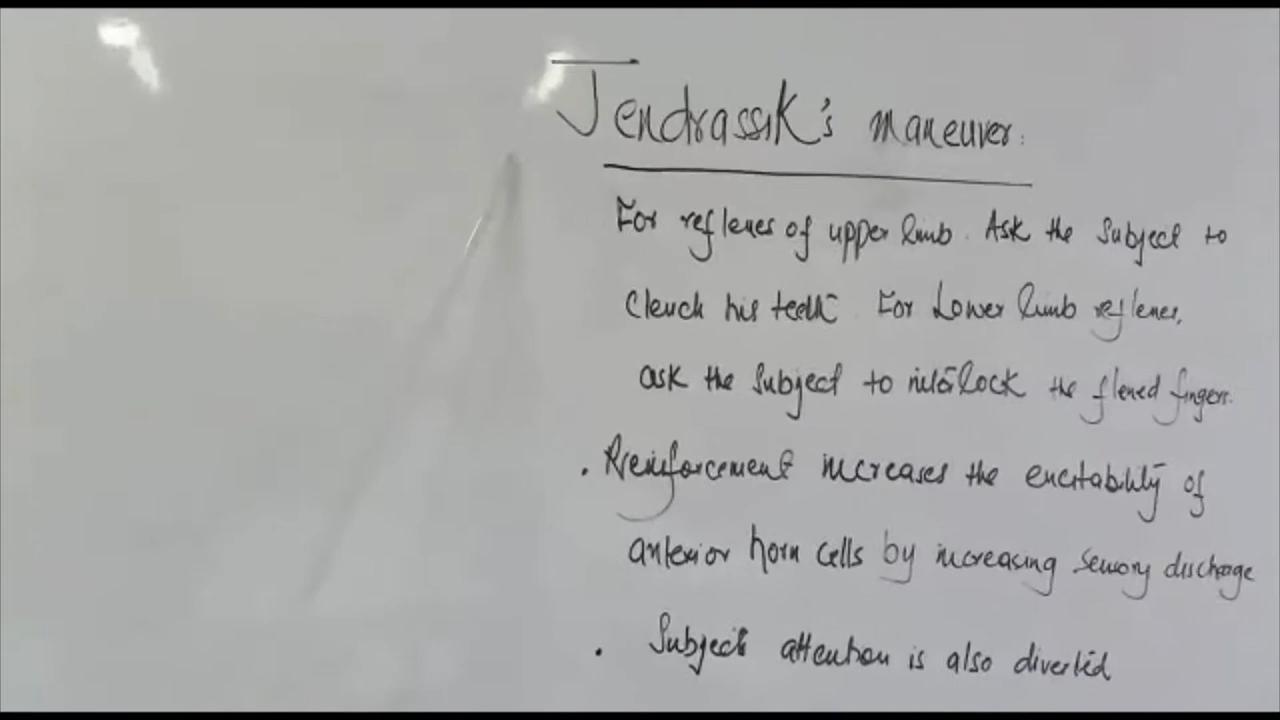 Jendrassik's maneuver:
For reflexes of upper limb. Ask the Subject to
Clench his teeth. For Lower limb reflexes,
ask the Subject to interlock the flexed fingers.
. Reinforcement increases the excitability of
anterior horn cells by increasing sensory discharge
. Subject's attention is also diverted